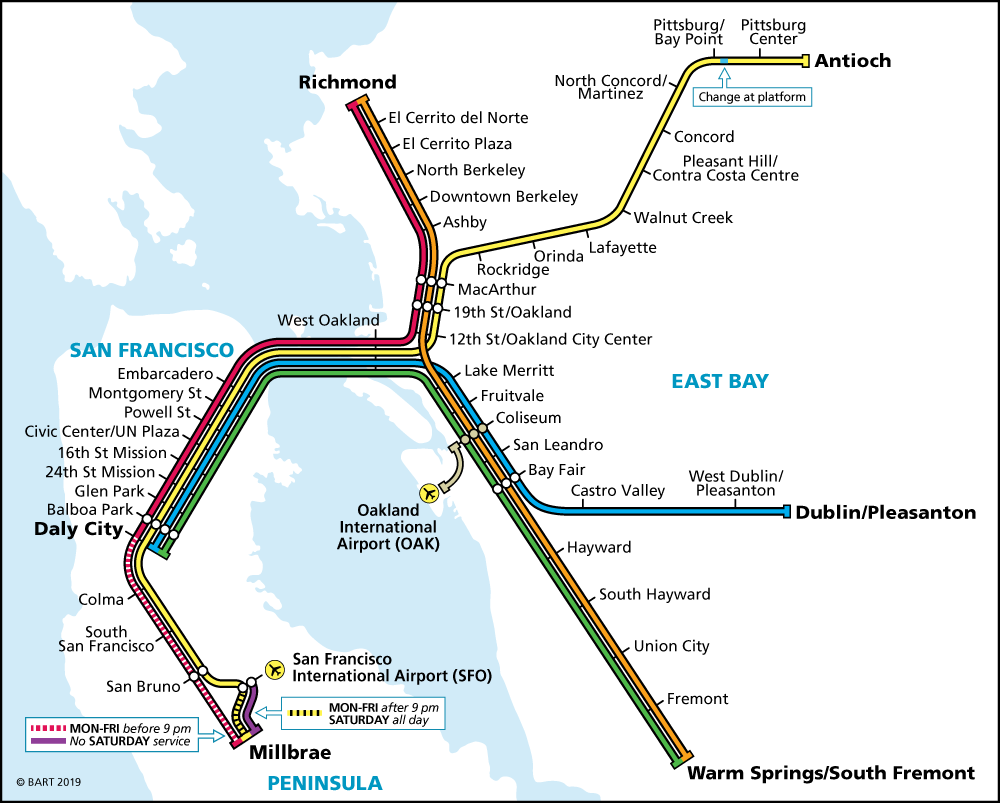 Pittsburg/
Bay Point
Pittsburg
Center
Antioch
Change at platform
North Concord/
Martinez
Concord
Pleasant Hill/
Contra Costa Centre
Walnut Creek
Lafayette
Orinda
Rockridge
Richmond
El Cerrito del Norte
El Cerrito Plaza
North Berkeley
Downtown Berkeley
Ashby
MacArthur
19th St/Oakland
12th St/Oakland City Center
West Oakland
SAN FRANCISCO
Embarcadero
Montgomery St
Powell St
Civic Center/UN Plaza
16th St Mission
24th St Mission
Glen Park
Balboa Park
Daly City
EAST BAY
Lake Merritt
Fruitvale
Coliseum
San Leandro
Bay Fair
Castro Valley
West Dublin/
Pleasanton
Dublin/Pleasanton
Oakland
International
Airport (OAK)
Hayward
South Hayward
Union City
Fremont
Warm Springs/South Fremont
Colma
South
San Francisco
San Bruno
San Francisco
International Airport (SFO)
MON-FRI after 9 pm
SATURDAY all day
MON-FRI before 9 pm
No SATURDAY service
Millbrae
PENINSULA
© BART 2019